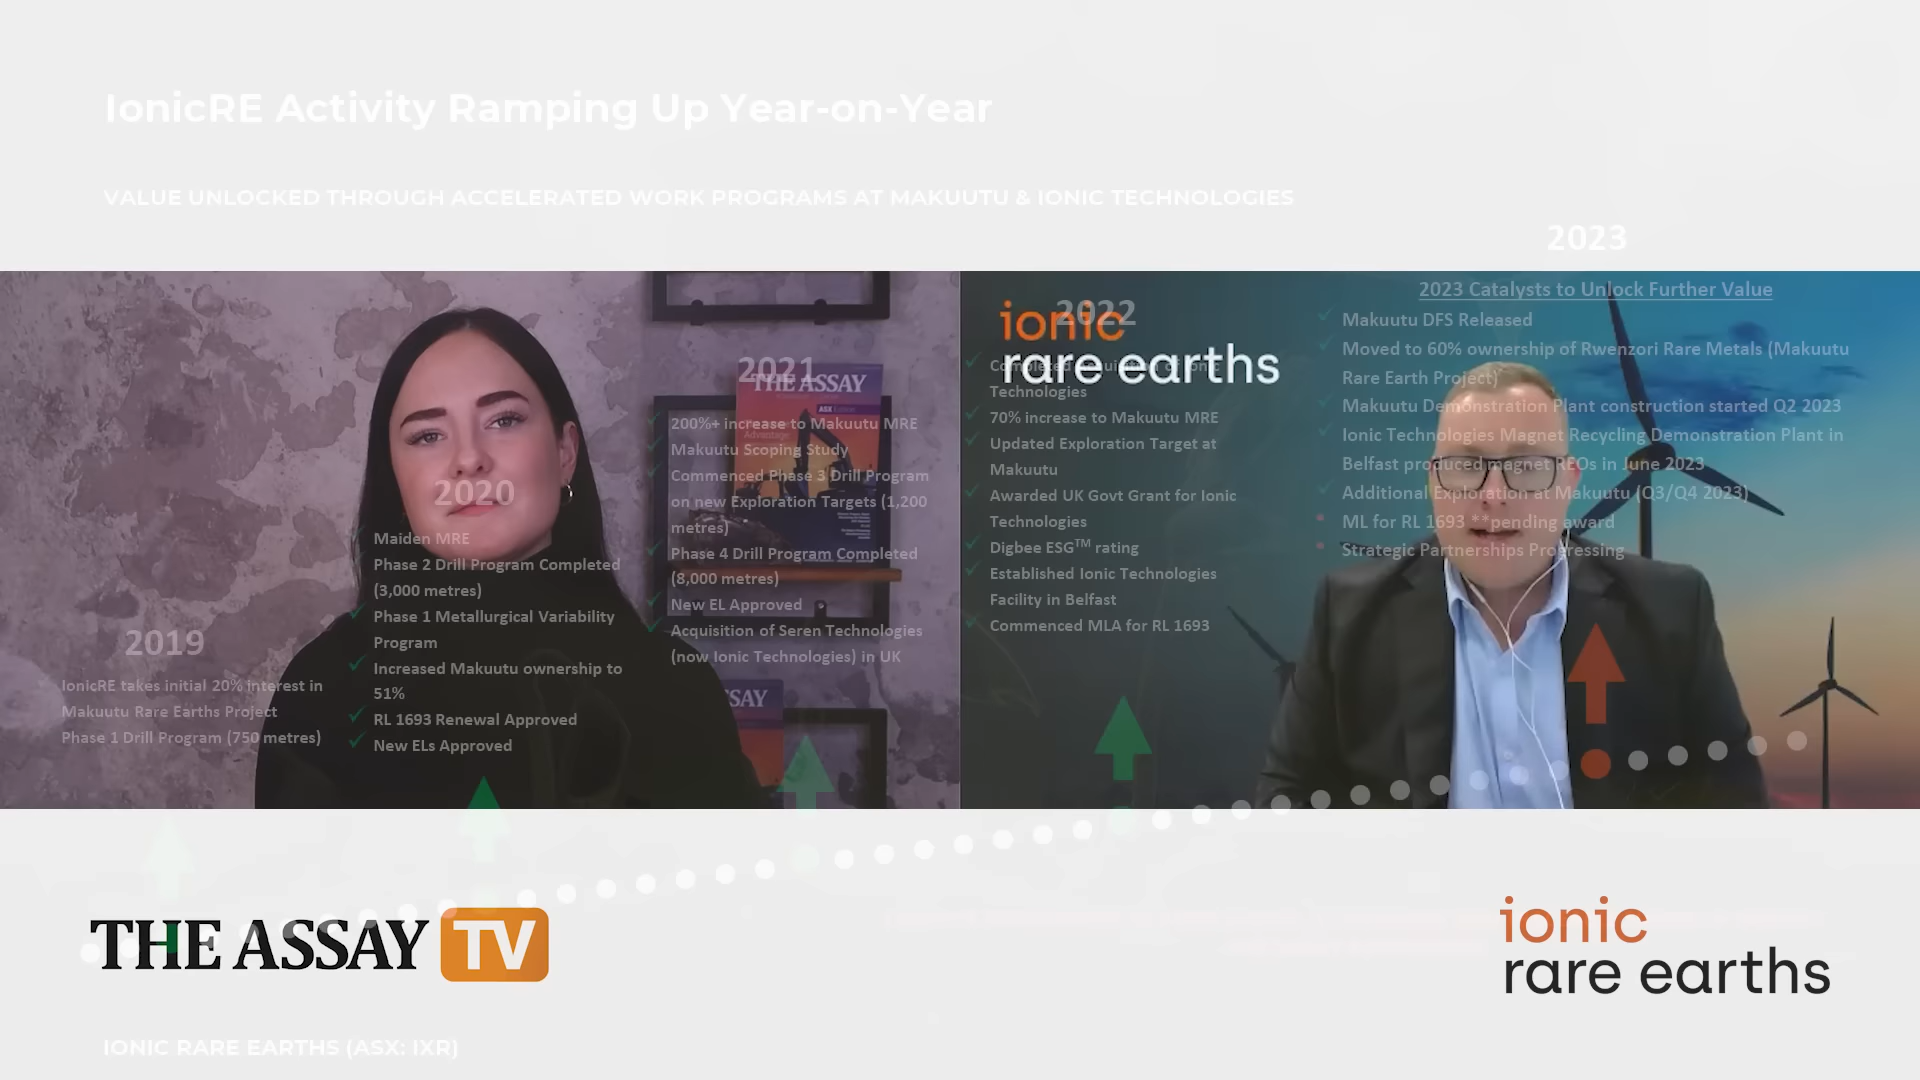 IonicRE Activity Ramping Up Year-on-Year
VALUE UNLOCKED THROUGH ACCELERATED WORK PROGRAMS AT MAKUUTU & IONIC TECHNOLOGIES
2019
IonicRE takes initial 20% interest in
Makuutu Rare Earths Project
Phase 1 Drill Program (750 metres)
2020
Maiden MRE
Phase 2 Drill Program Completed
(3,000 metres)
Phase 1 Metallurgical Variability
Program
Increased Makuutu ownership to
51%
RL 1693 Renewal Approved
New ELs Approved
2021
THE ASSAY
200%+ increase to Makuutu MRE
Makuutu Scoping Study
Commenced Phase 3 Drill Program
on new Exploration Targets (1,200
metres)
Phase 4 Drill Program Completed
(8,000 metres)
New EL Approved
Acquisition of Seren Technologies
(now Ionic Technologies) in UK
2022
ionic
rare earths
Completed Acquisition of Ionic
Technologies
70% increase to Makuutu MRE
Updated Exploration Target at
Makuutu
Awarded UK Govt Grant for Ionic
Technologies
Digbee ESG™ rating
Established Ionic Technologies
Facility in Belfast
Commenced MLA for RL 1693
2023
2023 Catalysts to Unlock Further Value
Makuutu DFS Released
Moved to 60% ownership of Rwenzori Rare Metals (Makuutu
Rare Earth Project)
Makuutu Demonstration Plant construction started Q2 2023
Ionic Technologies Magnet Recycling Demonstration Plant in
Belfast produced magnet REOs in June 2023
Additional Exploration at Makuutu (Q3/Q4 2023)
ML for RL 1693 **pending award
Strategic Partnerships Progressing
THE ASSAY TV
ionic
rare earths
IONIC RARE EARTHS (ASX: IXR)